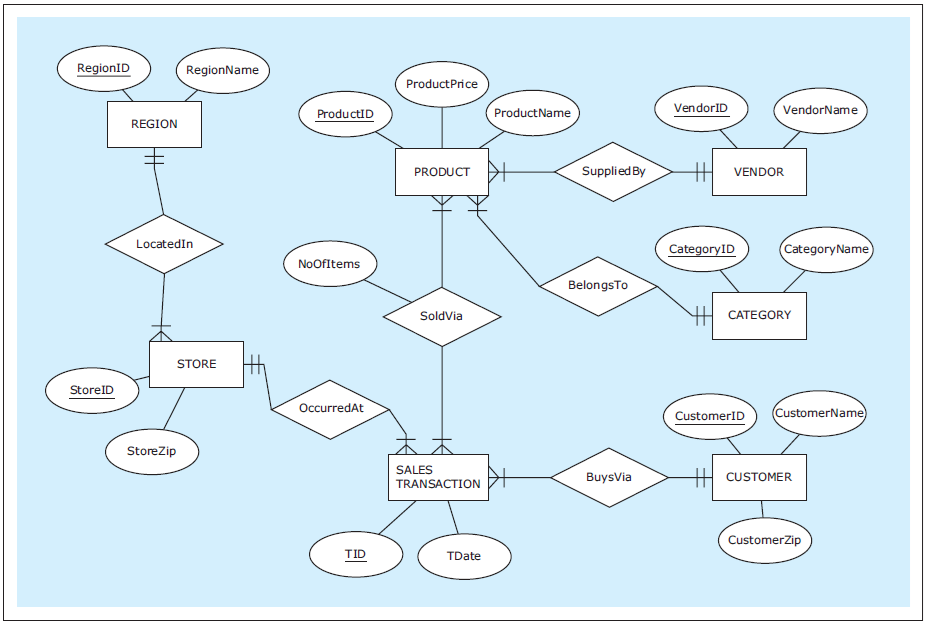 RegionID
RegionName
REGION
LocatedIn
STORE
StoreID
StoreZip
ProductPrice
ProductID
ProductName
PRODUCT
SuppliedBy
VendorID
VendorName
VENDOR
CategoryID
CategoryName
BelongsTo
CATEGORY
NoOfItems
SoldVia
OccurredAt
SALES
TRANSACTION
TID
TDate
BuysVia
CustomerID
CustomerName
CUSTOMER
CustomerZip